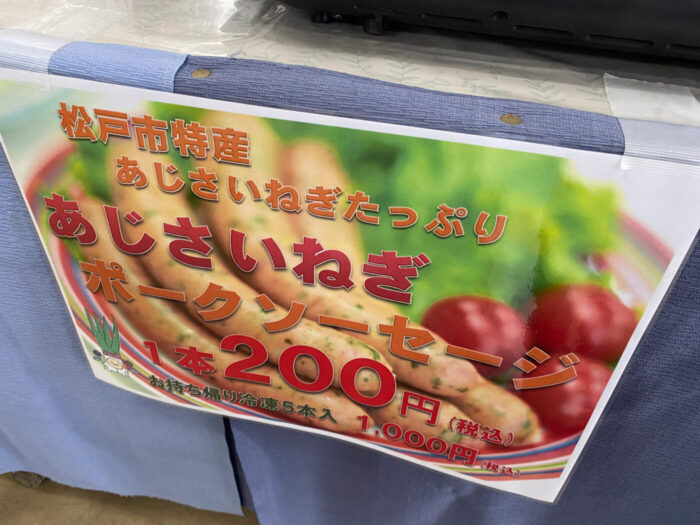 松戸市特産
あじさいねぎたっぷり
あじさいねぎ
ポークソーセージ
1本200円(税込)
お持ち帰り冷凍5本入
1,000円(税込)